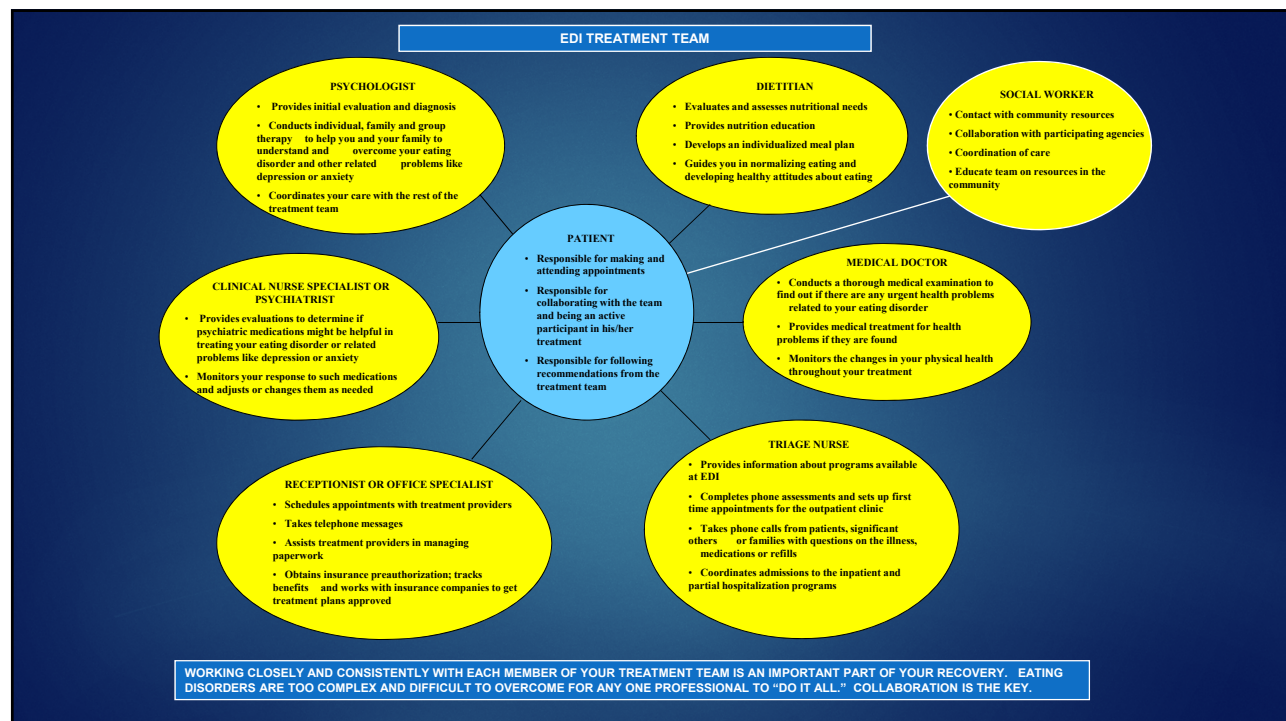 EDI TREATMENT TEAM
PSYCHOLOGIST
• Provides initial evaluation and diagnosis
• Conducts individual, family and group
therapy to help you and your family to
understand and overcome your eating
disorder and other related problems like
depression or anxiety
• Coordinates your care with the rest of the
treatment team
DIETITIAN
• Evaluates and assesses nutritional needs
• Provides nutrition education
• Develops an individualized meal plan
• Guides you in normalizing eating and
developing healthy attitudes about eating
SOCIAL WORKER
• Contact with community resources
• Collaboration with participating agencies
• Coordination of care
• Educate team on resources in the
community
PATIENT
• Responsible for making and
attending appointments
• Responsible for
collaborating with the team
and being an active
participant in his/her
treatment
• Responsible for following
recommendations from the
treatment team
CLINICAL NURSE SPECIALIST OR
PSYCHIATRIST
• Provides evaluations to determine if
psychiatric medications might be helpful in
treating your eating disorder or related
problems like depression or anxiety
• Monitors your response to such medications
and adjusts or changes them as needed
MEDICAL DOCTOR
• Conducts a thorough medical examination to
find out if there are any urgent health problems
related to your eating disorder
• Provides medical treatment for health
problems if they are found
• Monitors the changes in your physical health
throughout your treatment
RECEPTIONIST OR OFFICE SPECIALIST
• Schedules appointments with treatment providers
• Takes telephone messages
• Assists treatment providers in managing
paperwork
• Obtains insurance preauthorization; tracks
benefits and works with insurance companies to get
treatment plans approved
TRIAGE NURSE
• Provides information about programs available
at EDI
• Completes phone assessments and sets up first
time appointments for the outpatient clinic
• Takes phone calls from patients, significant
others or families with questions on the illness,
medications or refills
• Coordinates admissions to the inpatient and
partial hospitalization programs
WORKING CLOSELY AND CONSISTENTLY WITH EACH MEMBER OF YOUR TREATMENT TEAM IS AN IMPORTANT PART OF YOUR RECOVERY. EATING
DISORDERS ARE TOO COMPLEX AND DIFFICULT TO OVERCOME FOR ANY ONE PROFESSIONAL TO “DO IT ALL.” COLLABORATION IS THE KEY.